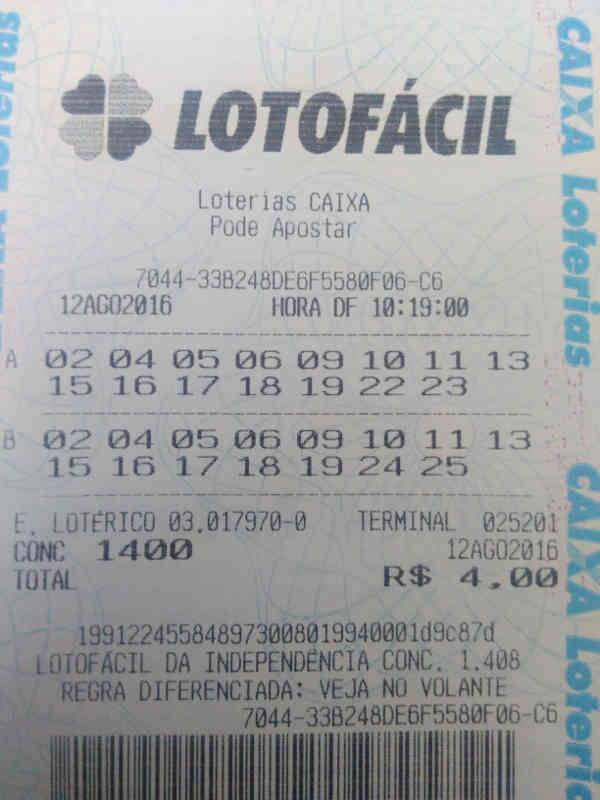 LOTOFÁCIL
Loterias CAIXA
Pode Apostar
7044-33B248DE6F5580F06-C6
12AGO2016 HORA DF 10:19:00
A 02 04 05 06 09 10 11 13
15 16 17 18 19 22 23
B 02 04 05 06 09 10 11 13
15 16 17 18 19 24 25
E. LOTÉRICO 03.017970-0 TERMINAL 025201
CONC 1400 12AGO2016
TOTAL R$ 4,00
199122455848973008019940001d9c87d
LOTOFÁCIL DA INDEPENDÊNCIA CONC. 1.408
REGRA DIFERENCIADA: VEJA NO VOLANTE
7044-33B248DE6F5580F06-C6
CAIXA Loterias
CAIXA Loterias